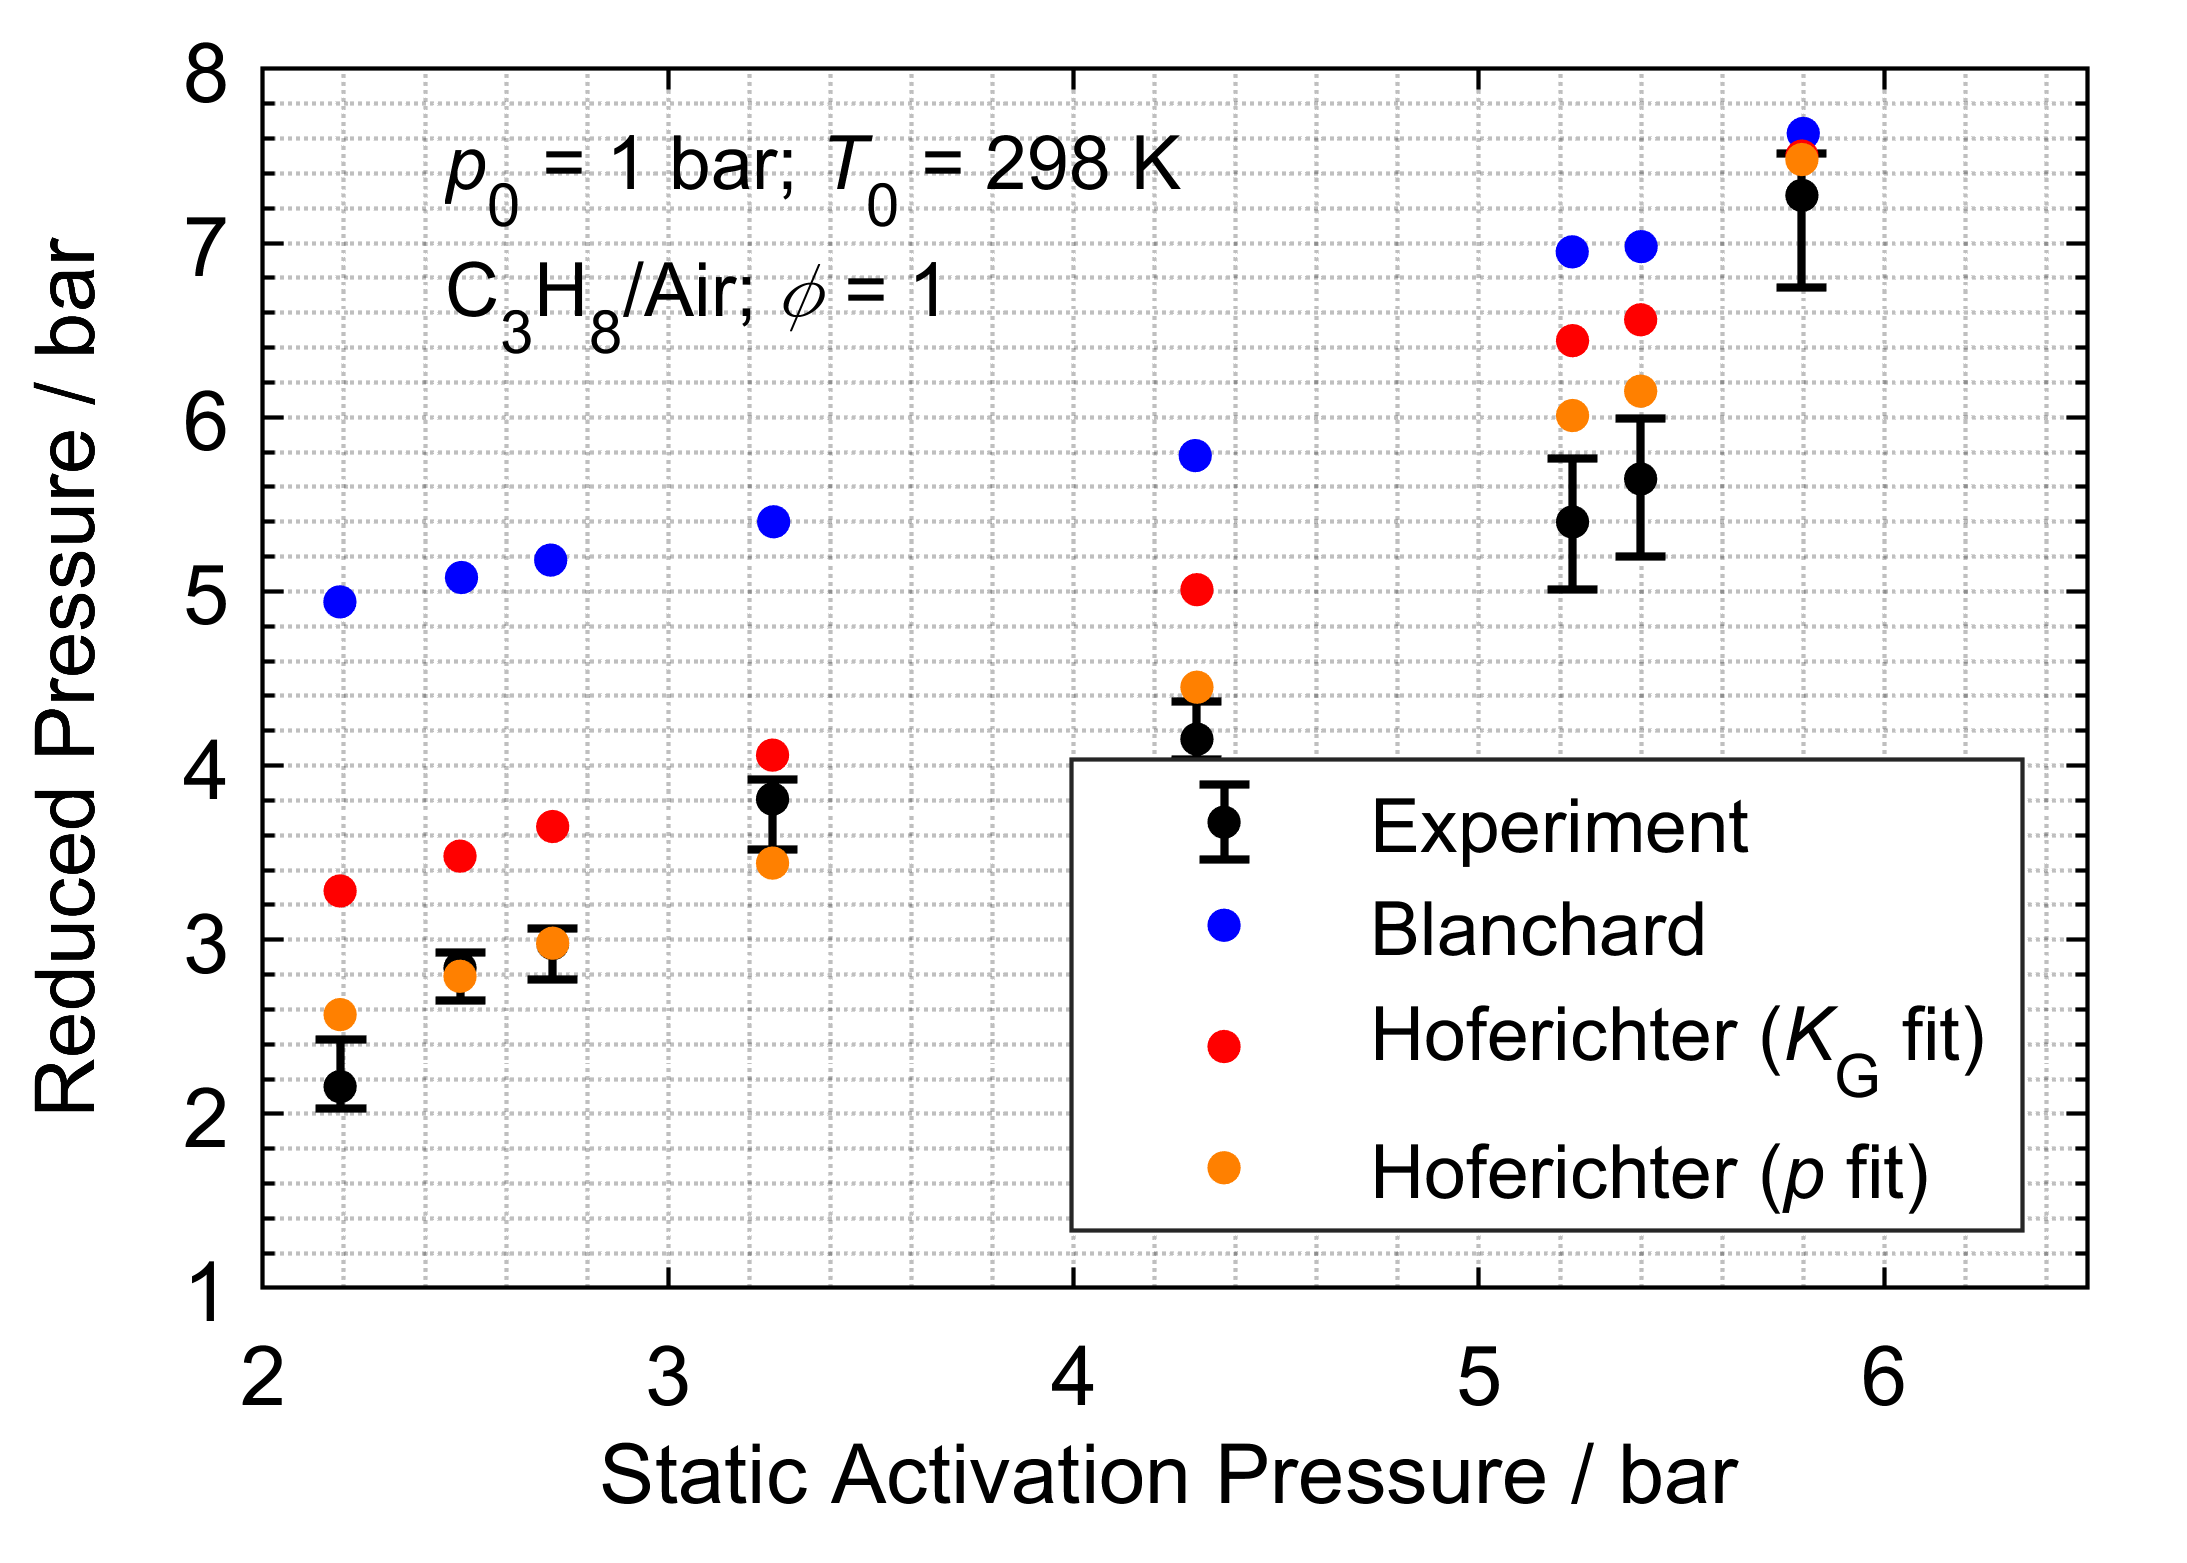 8
7
6
5
4
3
2
1
Reduced Pressure / bar
p0 = 1 bar; T0 = 298 K
C3H8/Air; ϕ = 1
Experiment
Blanchard
Hoferichter (KG fit)
Hoferichter (p fit)
2 3 4 5 6
Static Activation Pressure / bar